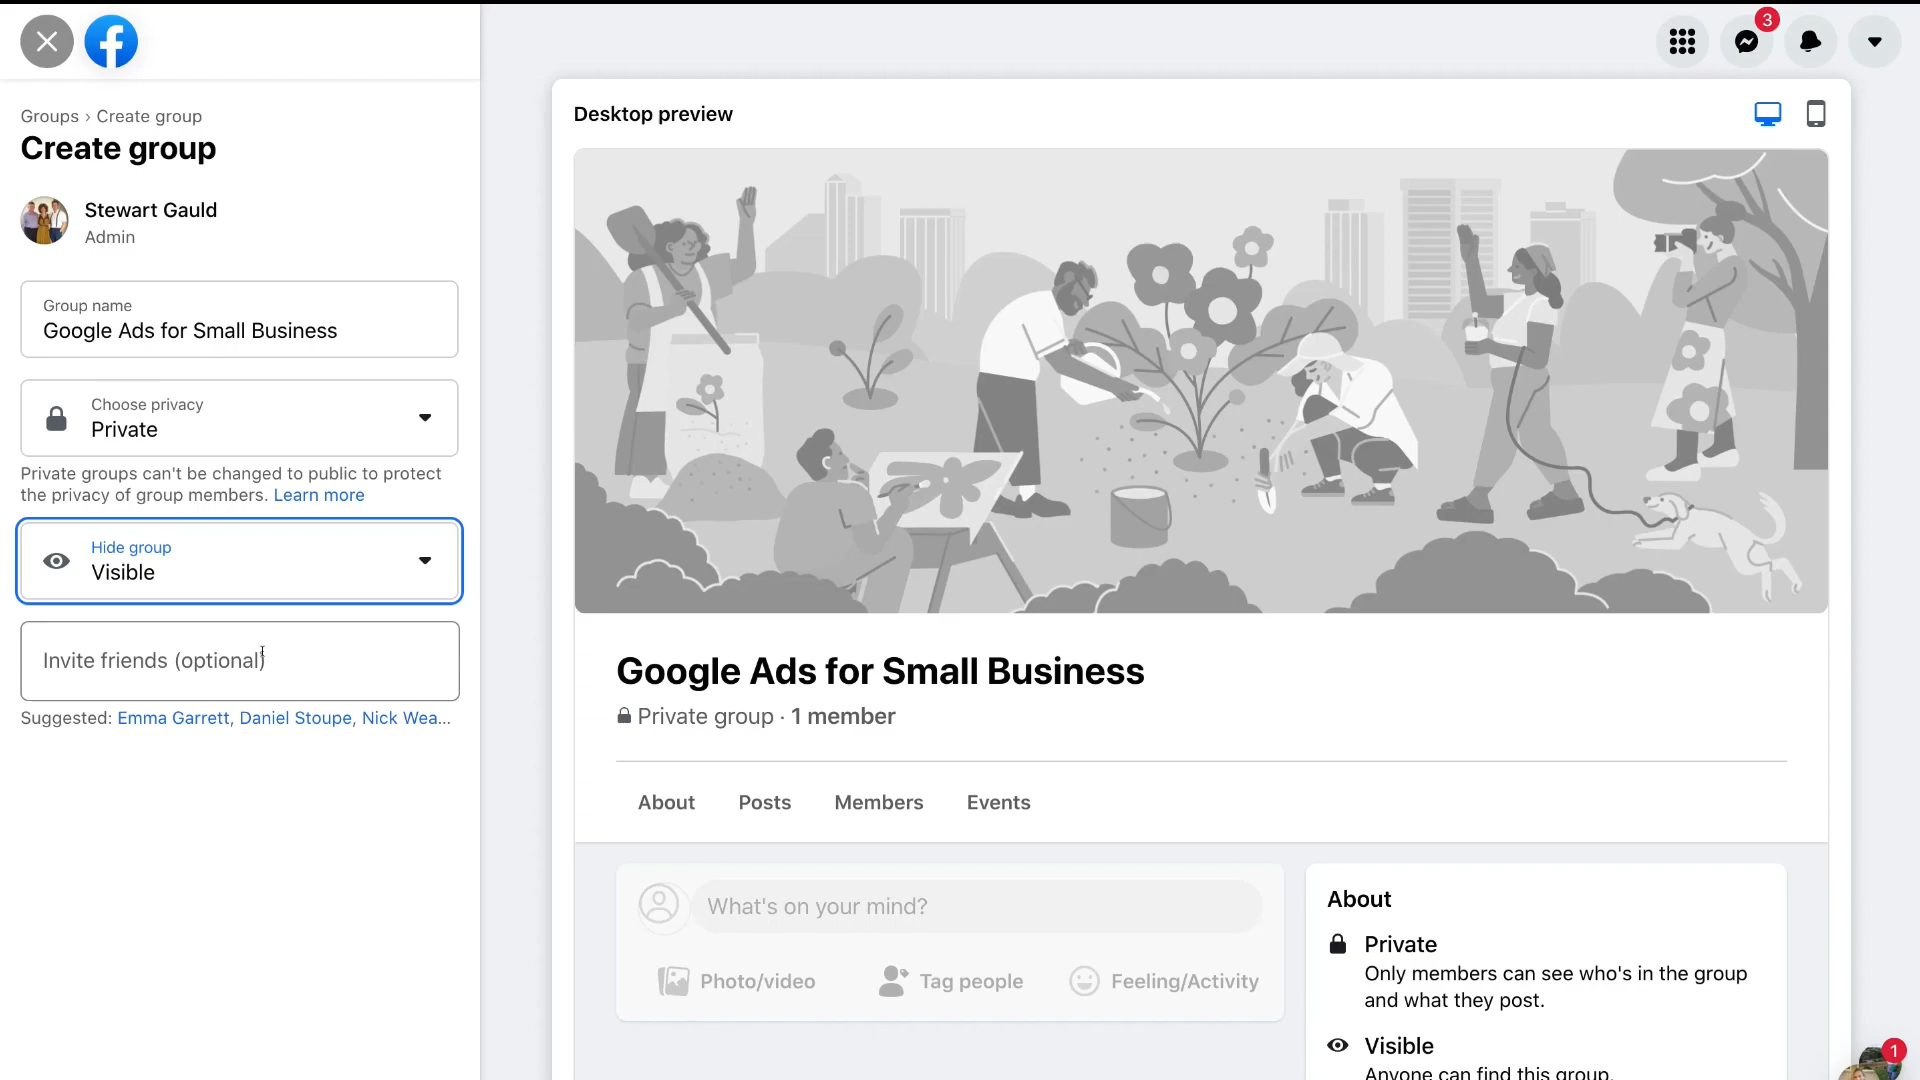 3
Groups › Create group
Create group
Stewart Gauld
Admin
Group name
Google Ads for Small Business
Choose privacy
Private
Private groups can't be changed to public to protect
the privacy of group members. Learn more
Hide group
Visible
Invite friends (optional)
Suggested: Emma Garrett, Daniel Stoupe, Nick Wea...
Desktop preview
Google Ads for Small Business
Private group · 1 member
About Posts Members Events
What's on your mind?
Photo/video Tag people Feeling/Activity
About
Private
Only members can see who's in the group
and what they post.
Visible
Anyone can find this group.
1